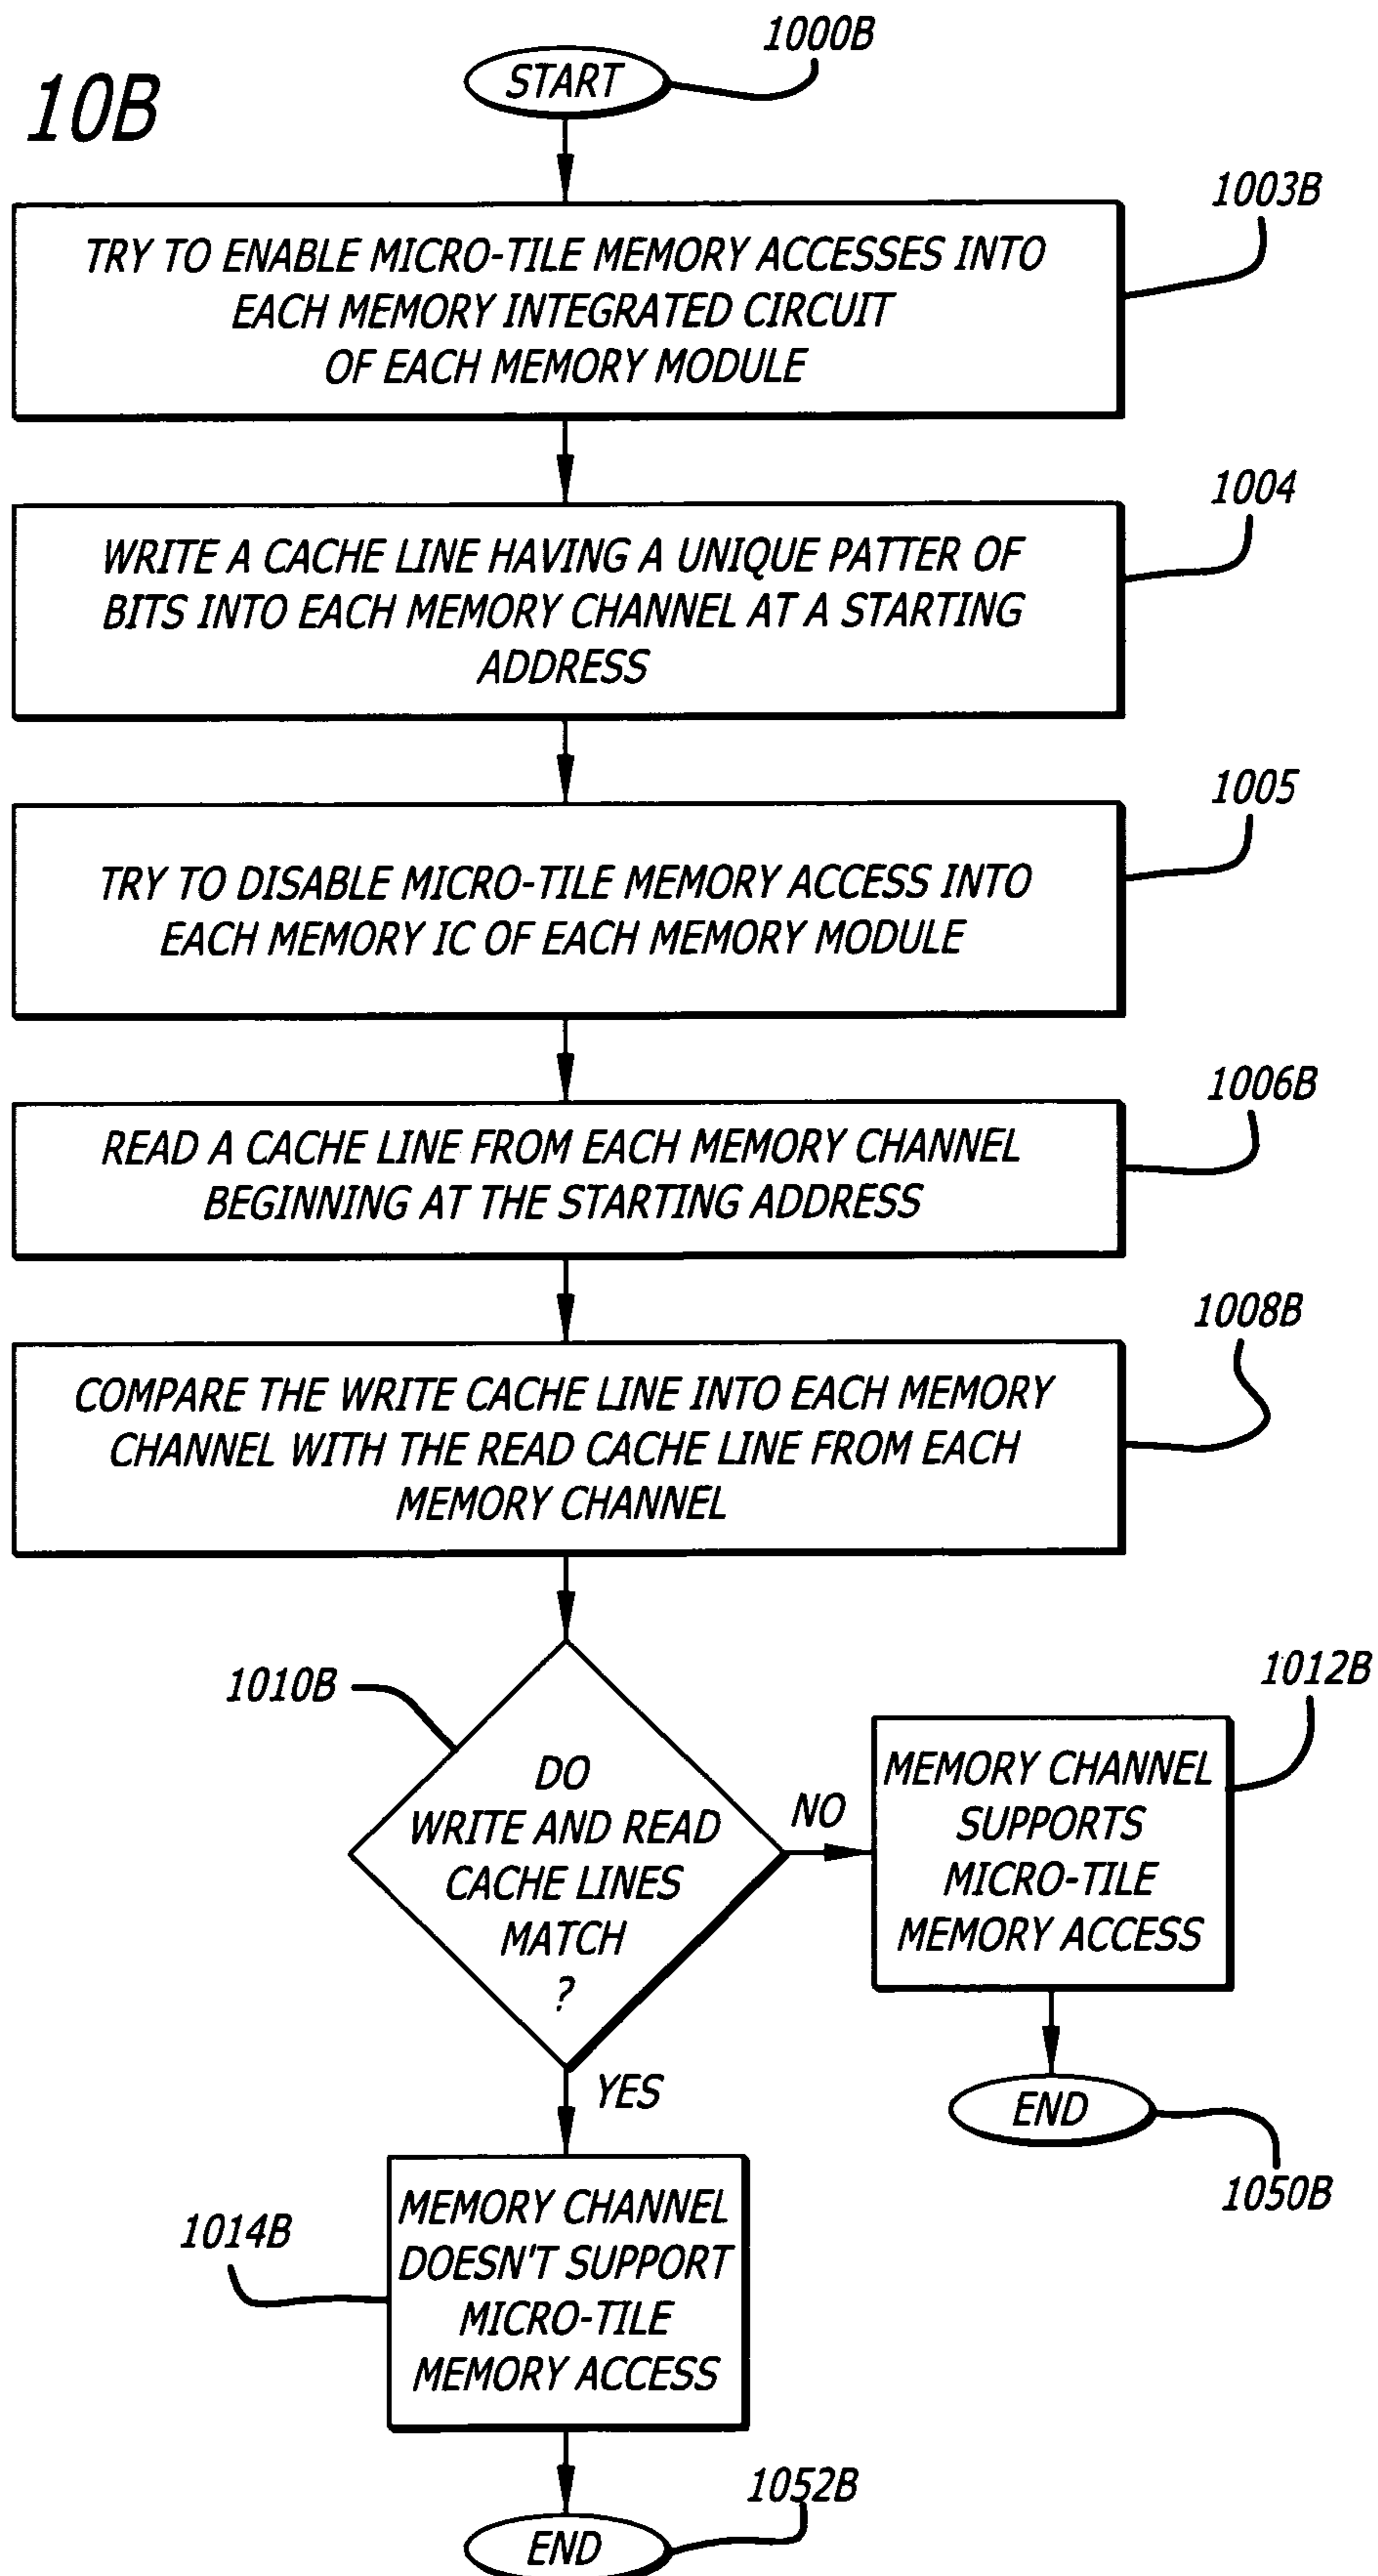 10B
START
1000B
1003B
TRY TO ENABLE MICRO-TILE MEMORY ACCESSES INTO
EACH MEMORY INTEGRATED CIRCUIT
OF EACH MEMORY MODULE
1004
WRITE A CACHE LINE HAVING A UNIQUE PATTER OF
BITS INTO EACH MEMORY CHANNEL AT A STARTING
ADDRESS
1005
TRY TO DISABLE MICRO-TILE MEMORY ACCESS INTO
EACH MEMORY IC OF EACH MEMORY MODULE
1006B
READ A CACHE LINE FROM EACH MEMORY CHANNEL
BEGINNING AT THE STARTING ADDRESS
1008B
COMPARE THE WRITE CACHE LINE INTO EACH MEMORY
CHANNEL WITH THE READ CACHE LINE FROM EACH
MEMORY CHANNEL
1010B
DO
WRITE AND READ
CACHE LINES
MATCH
?
NO
1012B
MEMORY CHANNEL
SUPPORTS
MICRO-TILE
MEMORY ACCESS
END
1050B
YES
1014B
MEMORY CHANNEL
DOESN'T SUPPORT
MICRO-TILE
MEMORY ACCESS
1052B
END